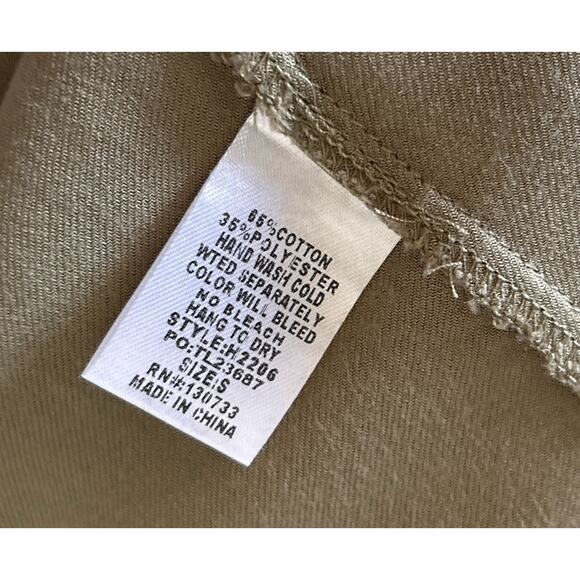 65%COTTON
35%POLYESTER
HAND WASH COLD
WTED SEPARATELY
COLOR WILL BLEED
NO BLEACH
HANG TO DRY
STYLE:H2206
PO:TL23687
SIZE:S
RN#:130733
MADE IN CHINA